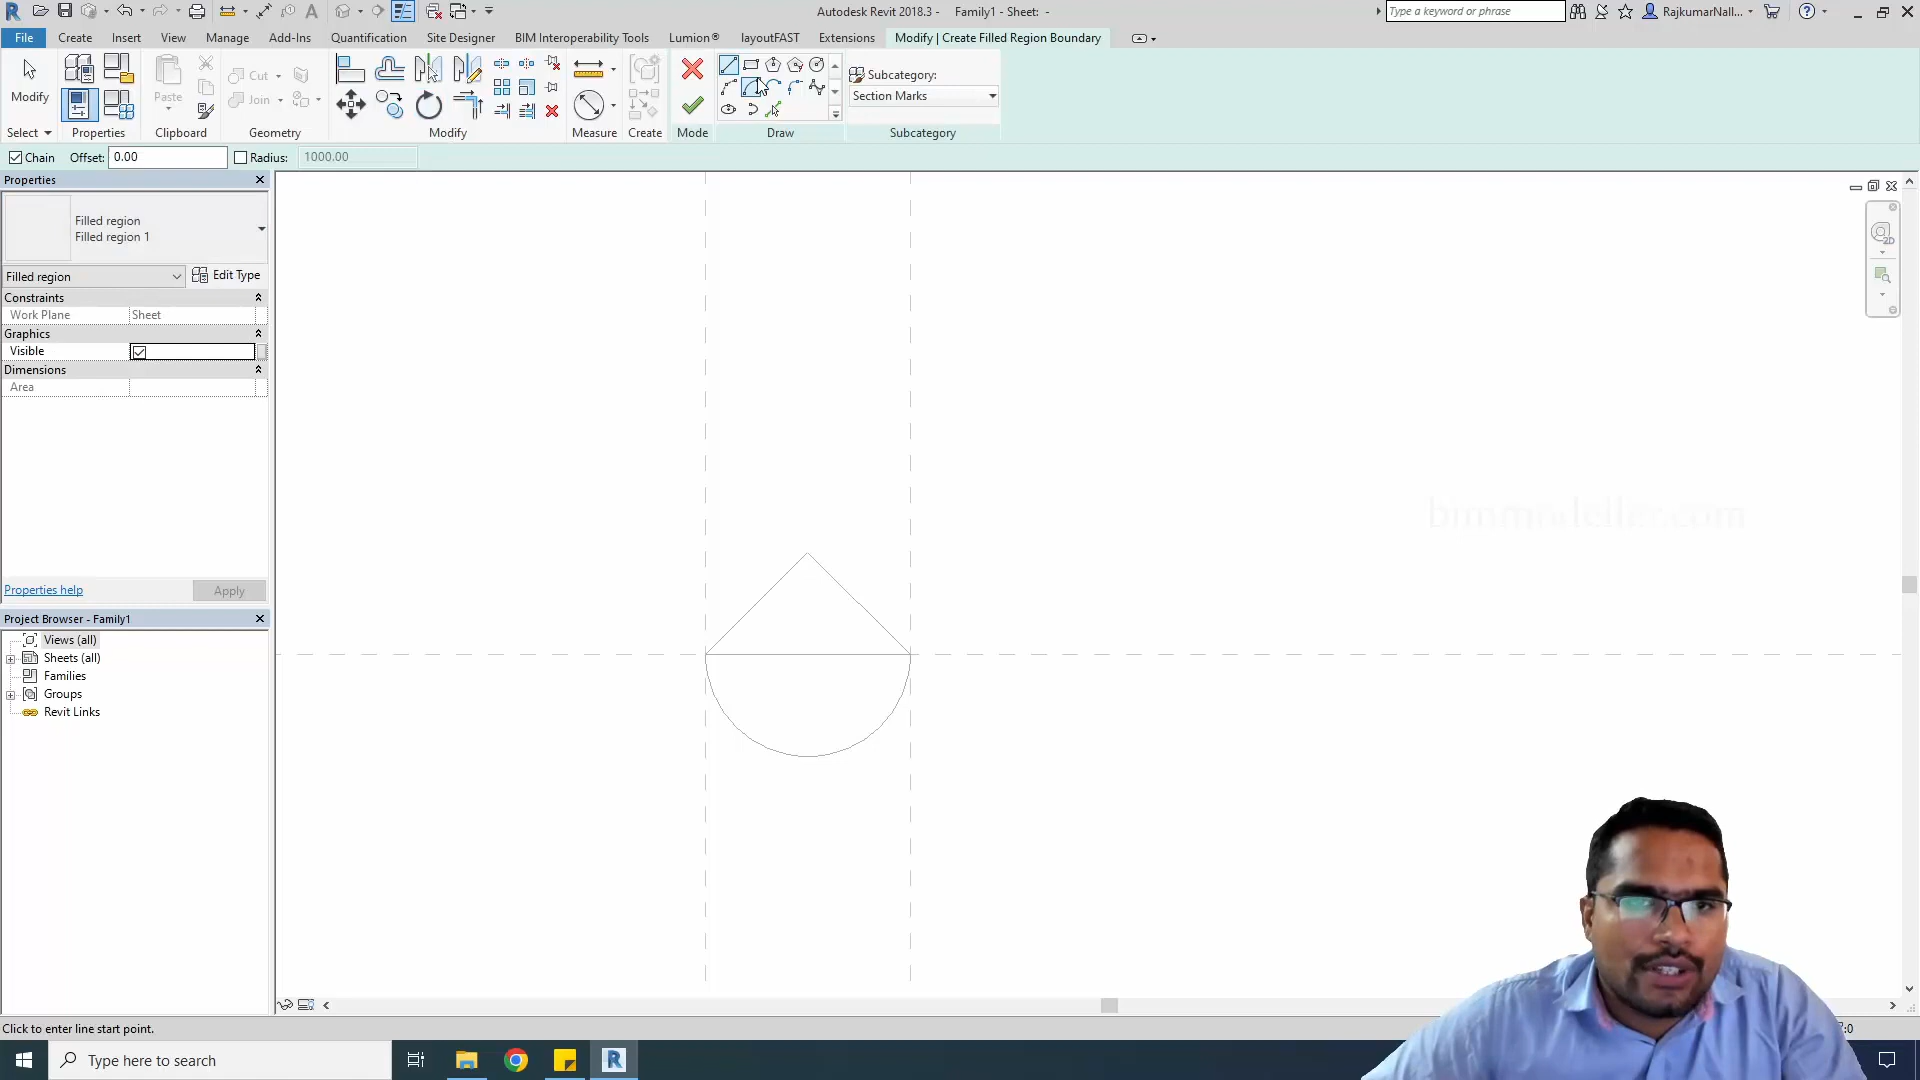 Autodesk Revit 2018.3 - Family1 - Sheet: -
Type a keyword or phrase
RajkumarNall...
File Create Insert View Manage Add-Ins Quantification Site Designer BIM Interoperability Tools Lumion® layoutFAST Extensions Modify | Create Filled Region Boundary
Modify
Paste
Cut
Join
Subcategory:
Section Marks
Select Properties Clipboard Geometry Modify Measure Create Mode Draw Subcategory
Chain Offset: 0.00 Radius: 1000.00
Properties
Filled region
Filled region 1
Filled region Edit Type
Constraints
Work Plane Sheet
Graphics
Visible
Dimensions
Area
Properties help Apply
Project Browser - Family1
Views (all)
Sheets (all)
Families
Groups
Revit Links
bimmodeller.com
2D
Click to enter line start point.
:0
Type here to search